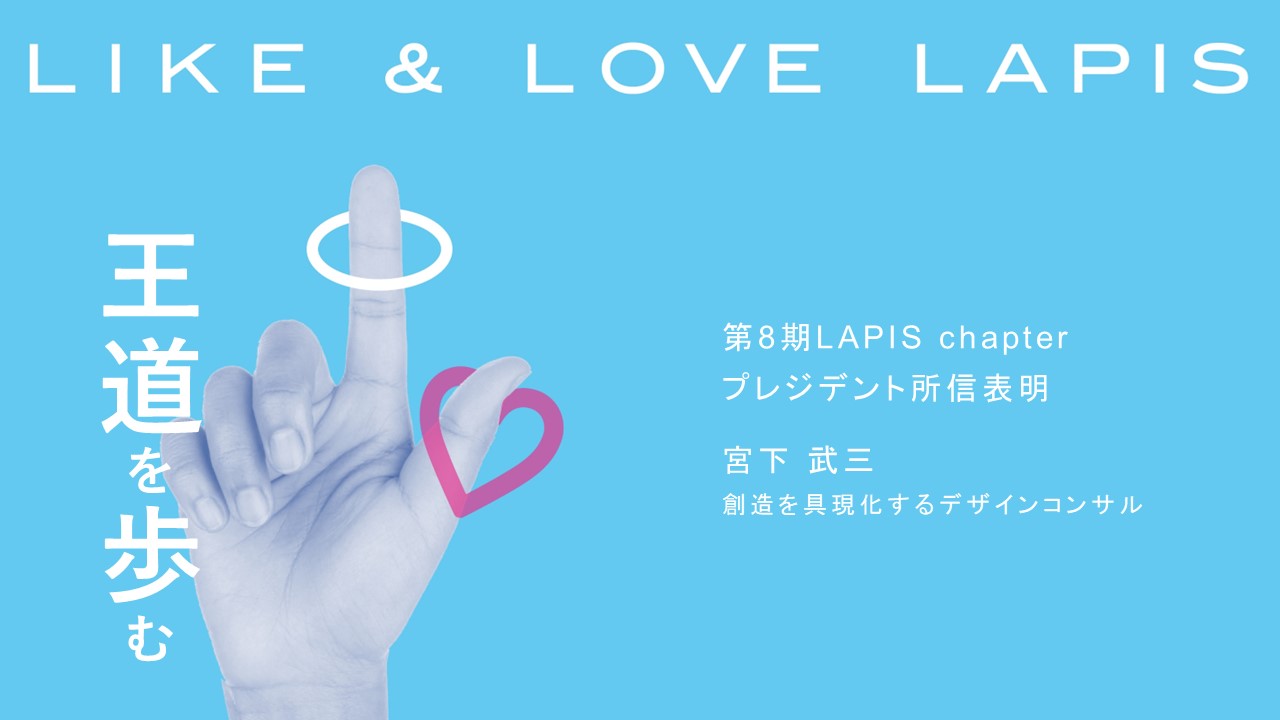 LIKE & LOVE LAPIS
王道を歩む
第8期LAPIS chapter
プレジデント所信表明
宮下 武三
創造を具現化するデザインコンサル